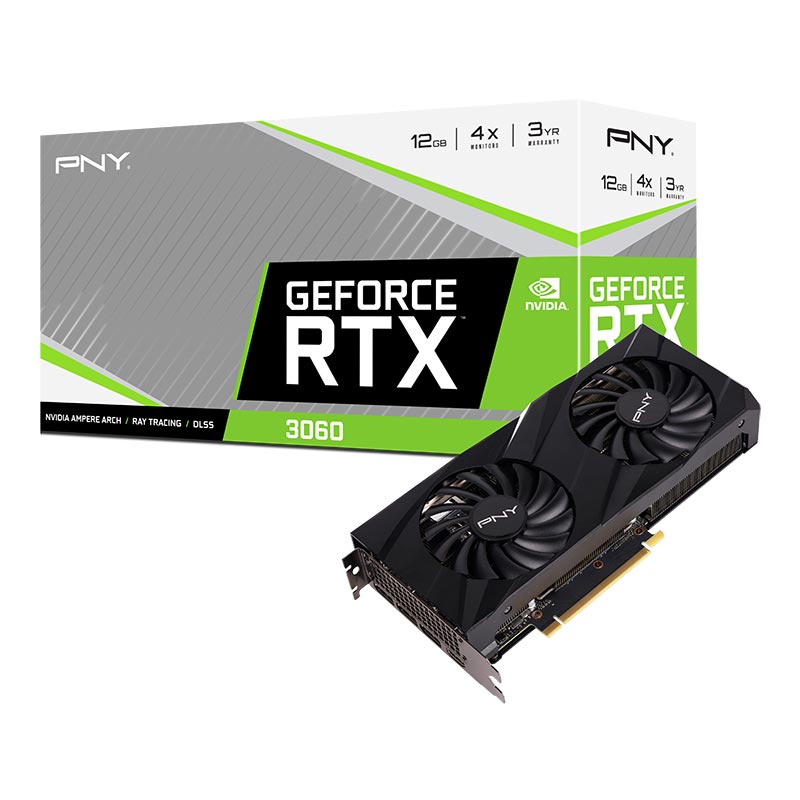 PNY
12GB | 4X MONITORS | 3YR WARRANTY
GEFORCE
RTX™
NVIDIA.
3060
NVIDIA AMPERE ARCH / RAY TRACING / DLSS
PNY
12GB | 4X MONITORS | 3YR WARRANTY
GEFORCE
RTX
PNY
PNY